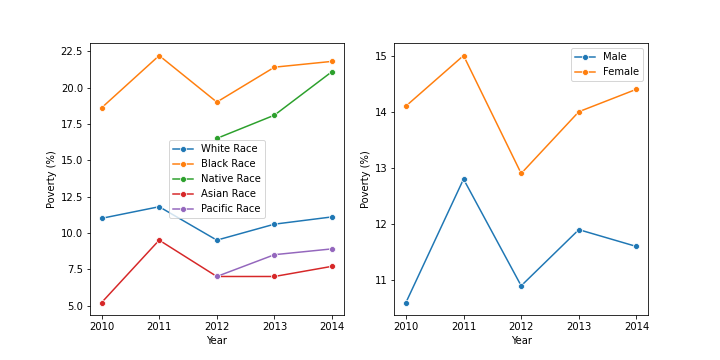 22.5
20.0
17.5
15.0
12.5
10.0
7.5
5.0
Poverty (%)
White Race
Black Race
Native Race
Asian Race
Pacific Race
2010 2011 2012 2013 2014
Year
15
14
13
12
11
Poverty (%)
Male
Female
2010 2011 2012 2013 2014
Year